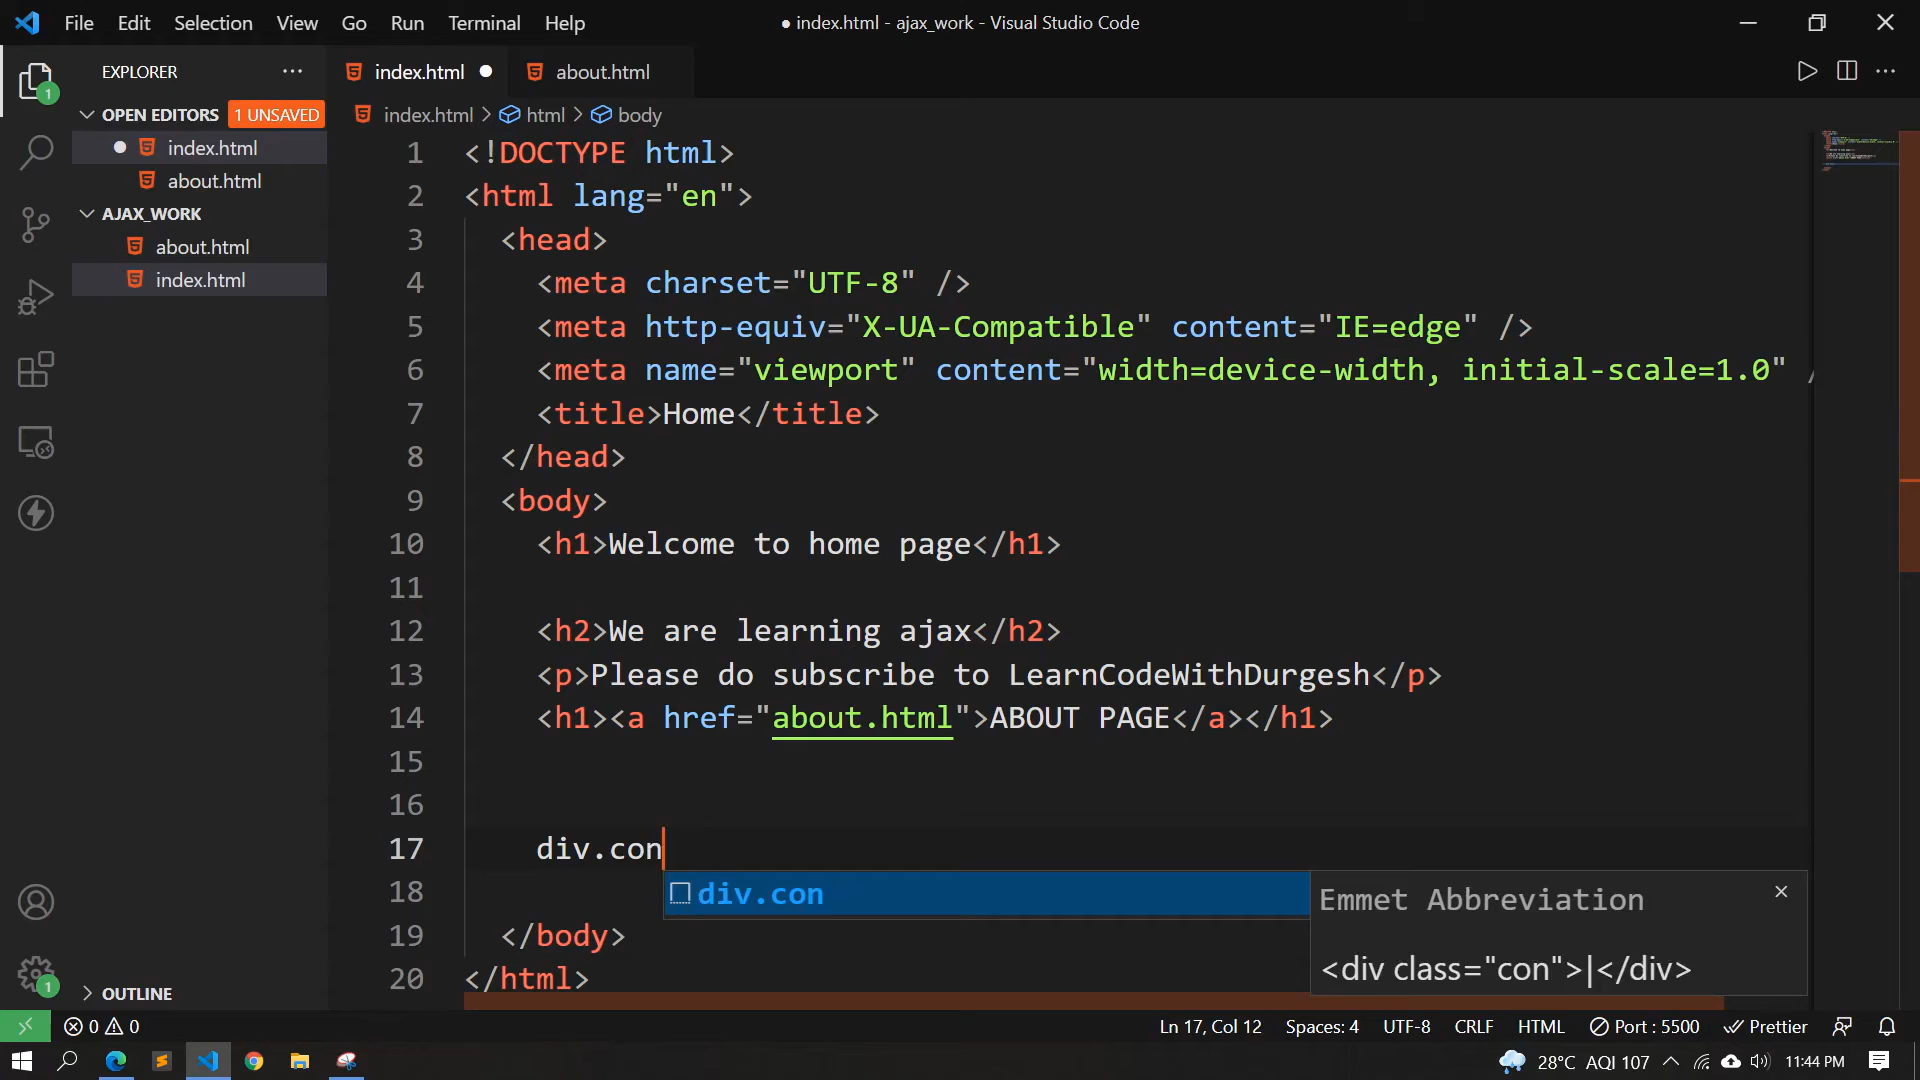 File Edit Selection View Go Run Terminal Help ● index.html - ajax_work - Visual Studio Code
EXPLORER ... index.html ● about.html
OPEN EDITORS 1 UNSAVED
index.html > html > body
● index.html
about.html
AJAX_WORK
about.html
index.html
1 <!DOCTYPE html>
2 <html lang="en">
3 <head>
4 <meta charset="UTF-8" />
5 <meta http-equiv="X-UA-Compatible" content="IE=edge" />
6 <meta name="viewport" content="width=device-width, initial-scale=1.0" /
7 <title>Home</title>
8 </head>
9 <body>
10 <h1>Welcome to home page</h1>
11
12 <h2>We are learning ajax</h2>
13 <p>Please do subscribe to LearnCodeWithDurgesh</p>
14 <h1><a href="about.html">ABOUT PAGE</a></h1>
15
16
17 div.con
18 div.con
Emmet Abbreviation
<div class="con">|</div>
19 </body>
20 </html>
1
1
OUTLINE
0 0 Ln 17, Col 12 Spaces: 4 UTF-8 CRLF HTML Port : 5500 Prettier
28°C AQI 107 11:44 PM